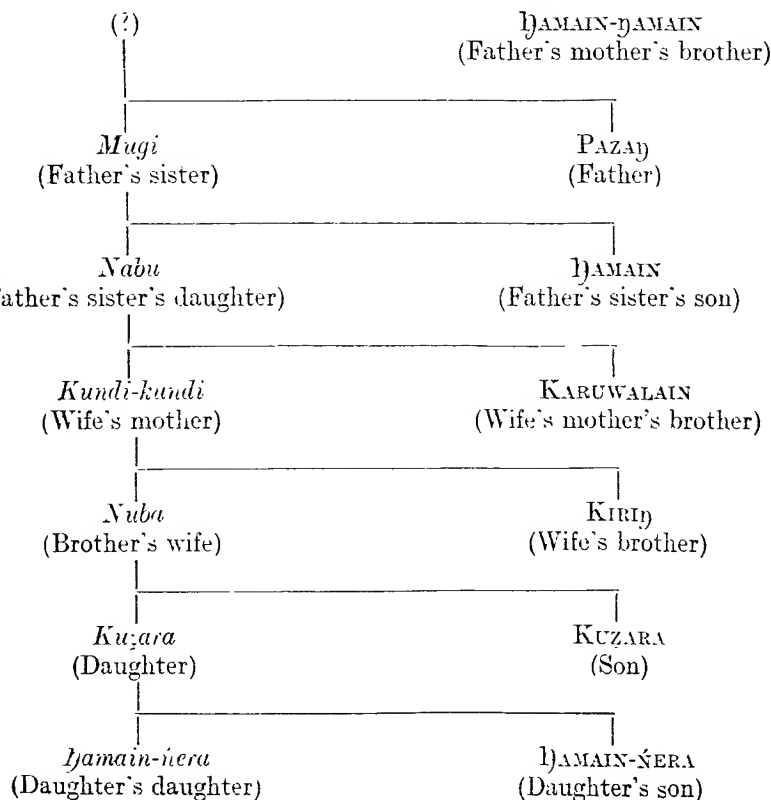 (?) Ŋamain-ŋamain
(Father's mother's brother)
Mugi Pazaŋ
(Father's sister) (Father)
Nabu Ŋamain
Father's sister's daughter) (Father's sister's son)
Kundi-kundi Karuwalain
(Wife's mother) (Wife's mother's brother)
Nuba Kiriŋ
(Brother's wife) (Wife's brother)
Kuẓara Kuẓara
(Daughter) (Son)
Ŋamain-ńera Ŋamain-ńera
(Daughter's daughter) (Daughter's son)